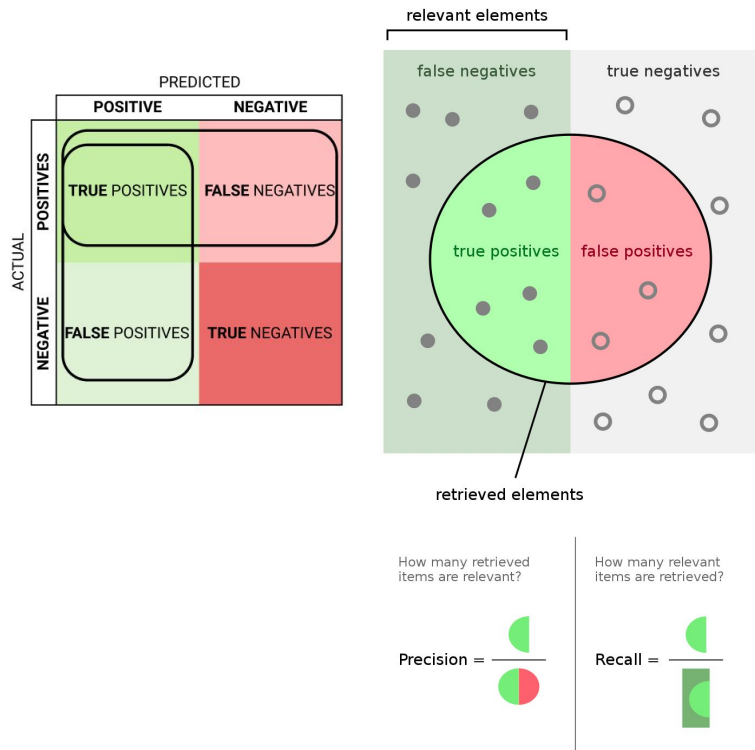 relevant elements
false negatives
true negatives
true positives
false positives
retrieved elements
PREDICTED
POSITIVE
NEGATIVE
ACTUAL
POSITIVES
NEGATIVE
TRUE POSITIVES
FALSE NEGATIVES
FALSE POSITIVES
TRUE NEGATIVES
How many retrieved
items are relevant?
Precision =
How many relevant
items are retrieved?
Recall =